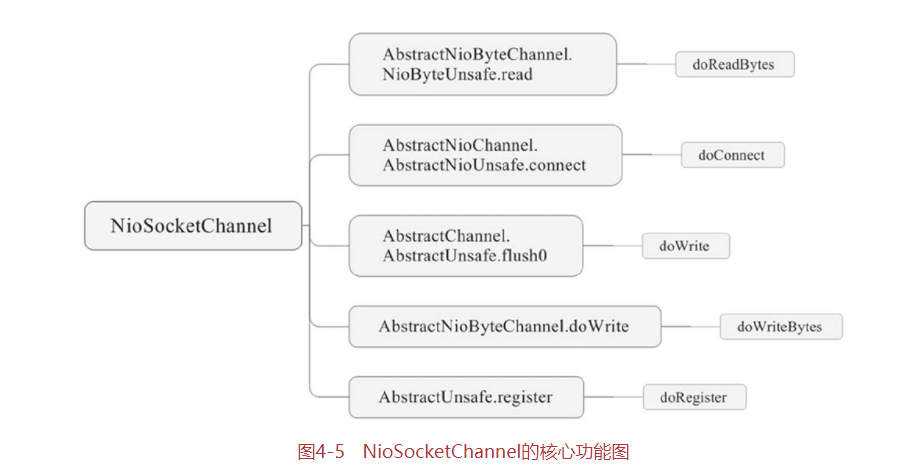 AbstractNioByteChannel.
NioByteUnsafe.read
doReadBytes
AbstractNioChannel.
AbstractNioUnsafe.connect
doConnect
NioSocketChannel
AbstractChannel.
AbstractUnsafe.flush0
doWrite
AbstractNioByteChannel.doWrite
doWriteBytes
AbstractUnsafe.register
doRegister
图4-5 NioSocketChannel的核心功能图